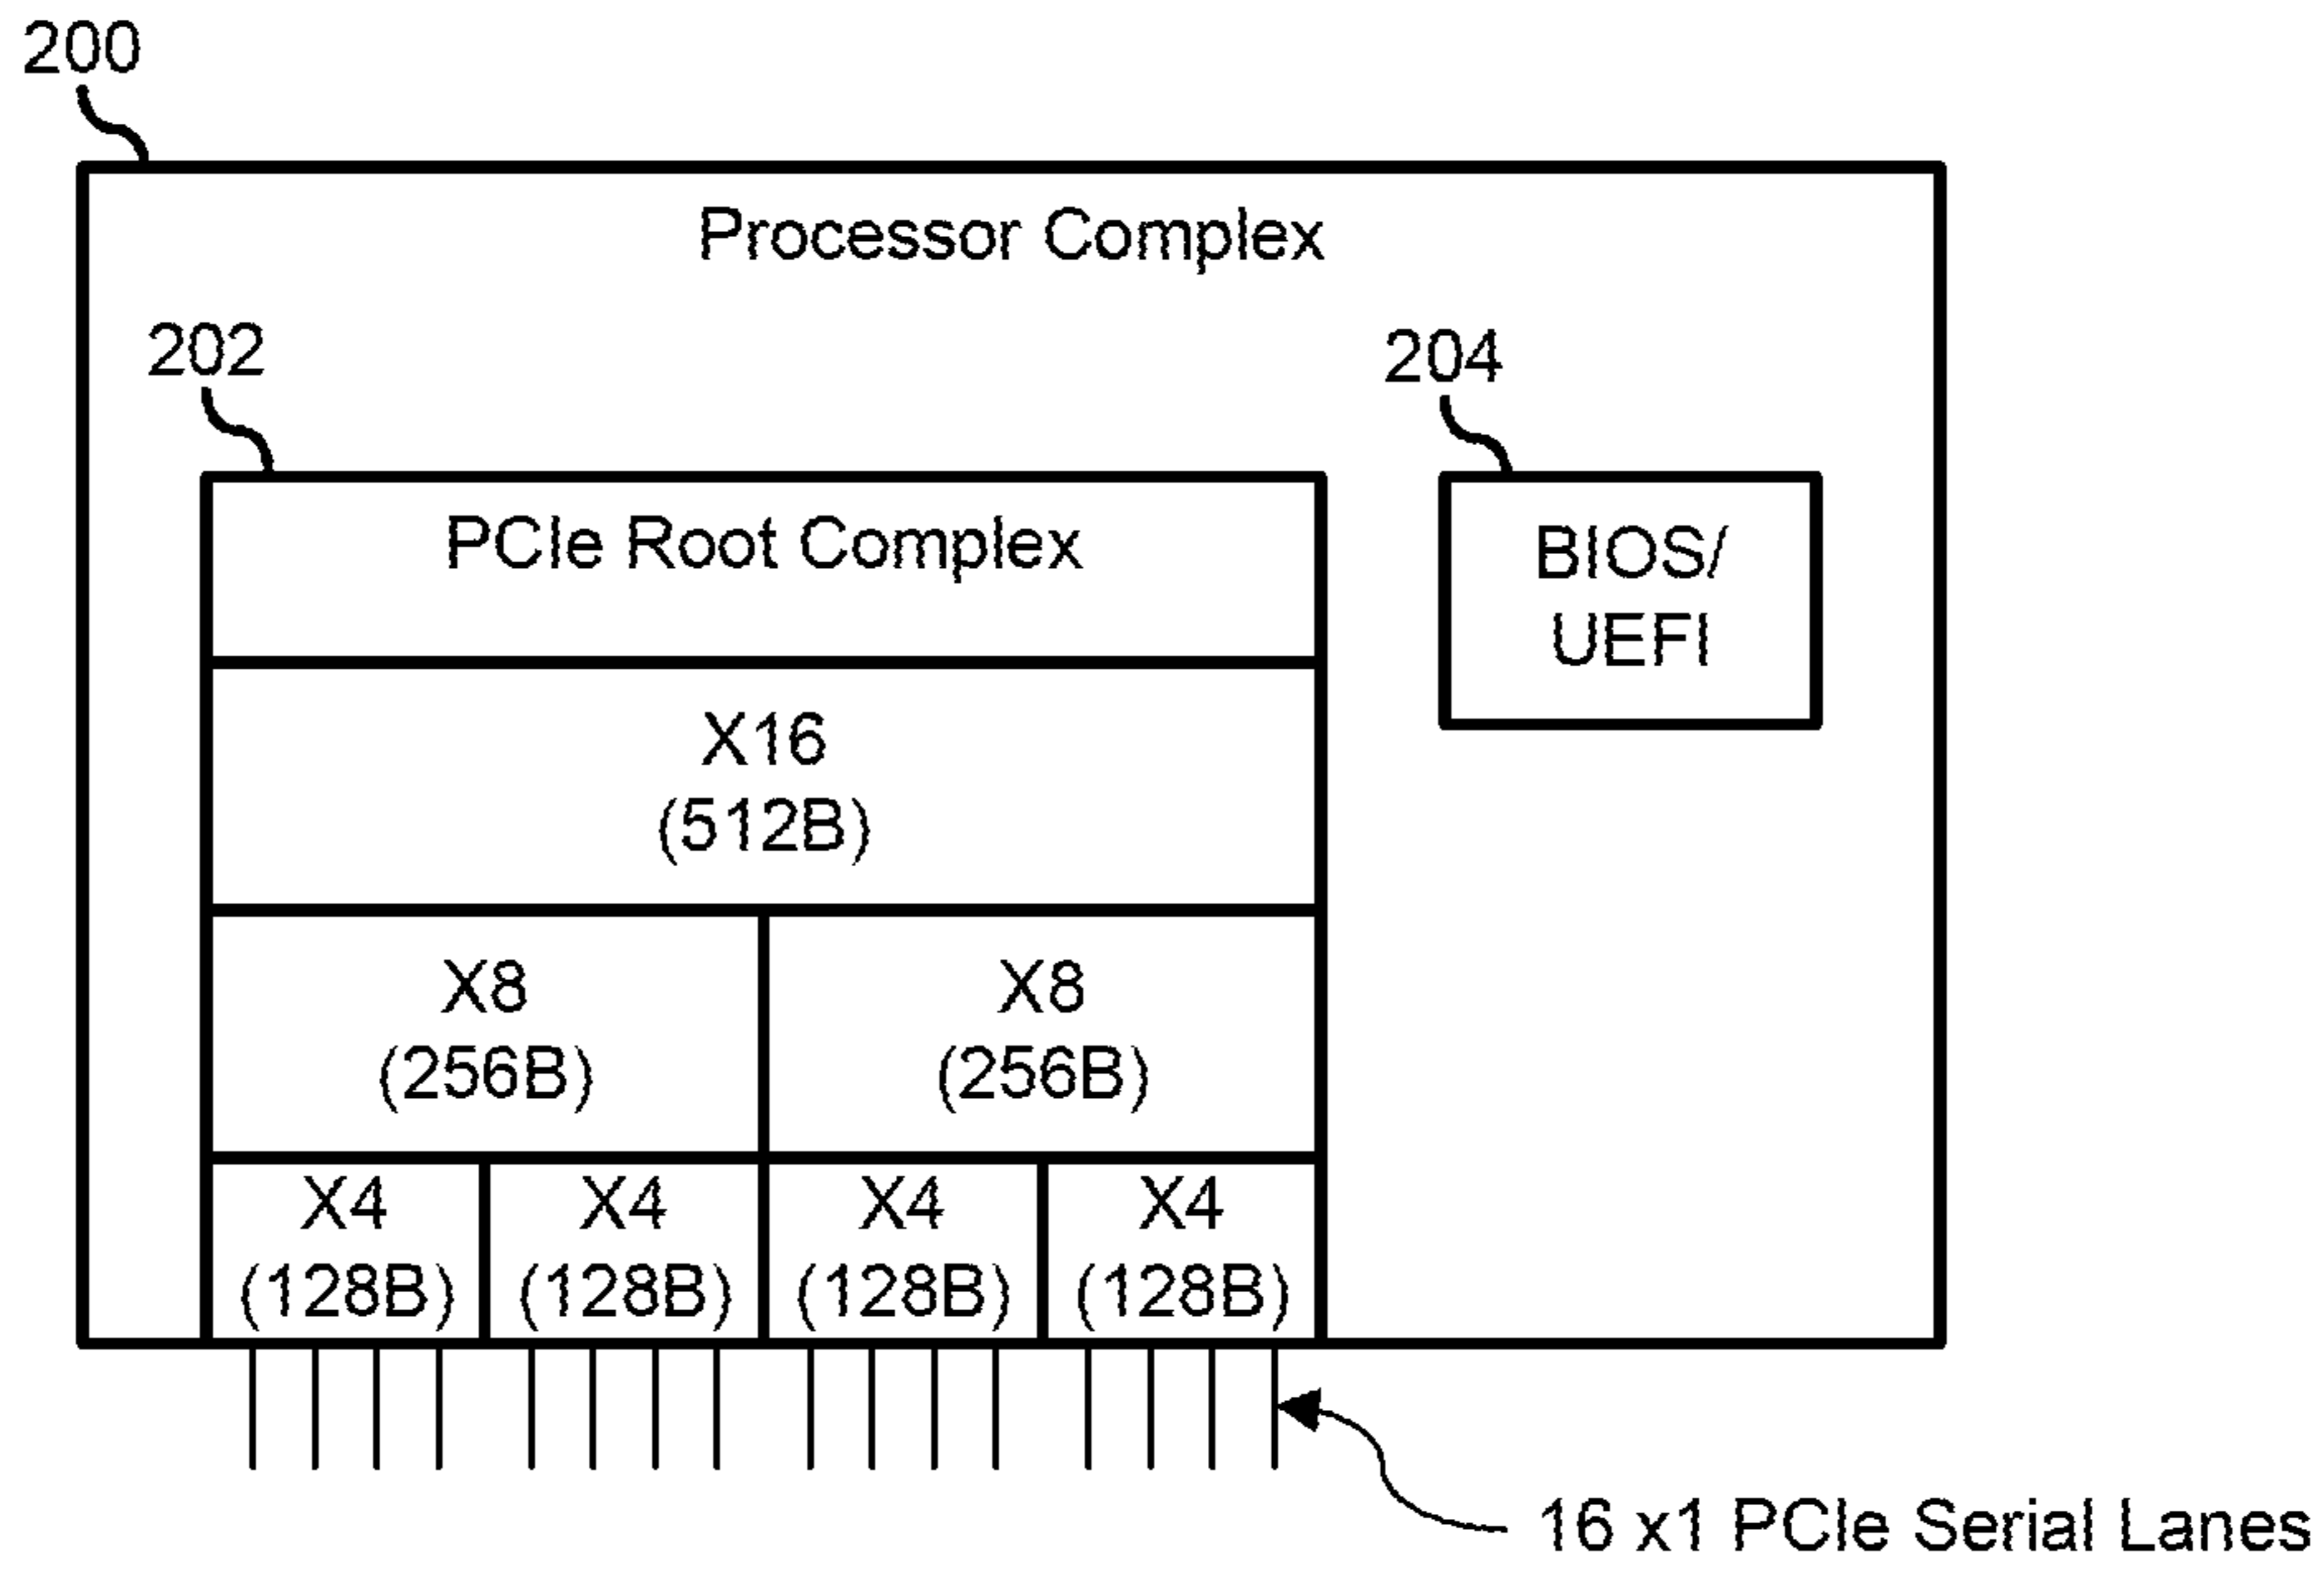 200
Processor Complex
202
204
PCIe Root Complex
BIOS/
UEFI
X16
(512B)
X8
(256B)
X8
(256B)
X4
(128B)
X4
(128B)
X4
(128B)
X4
(128B)
16 x1 PCIe Serial Lanes